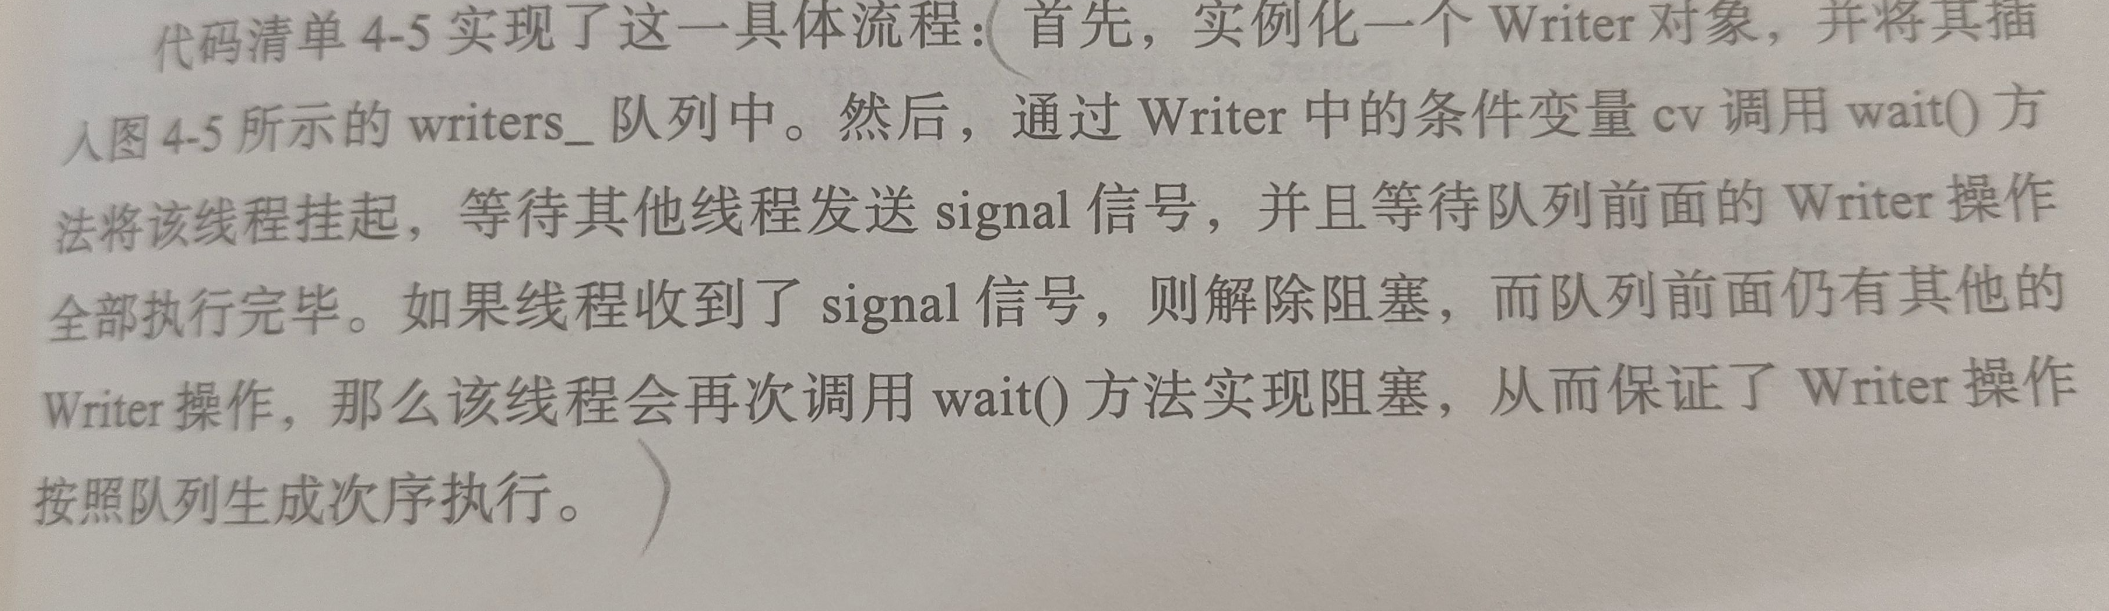 代码清单 4-5 实现了这一具体流程：首先，实例化一个 Writer 对象，并将其插
入图 4-5 所示的 writers_ 队列中。然后，通过 Writer 中的条件变量 cv 调用 wait() 方
法将该线程挂起，等待其他线程发送 signal 信号，并且等待队列前面的 Writer 操作
全部执行完毕。如果线程收到了 signal 信号，则解除阻塞，而队列前面仍有其他的
Writer 操作，那么该线程会再次调用 wait() 方法实现阻塞，从而保证了 Writer 操作
按照队列生成次序执行。